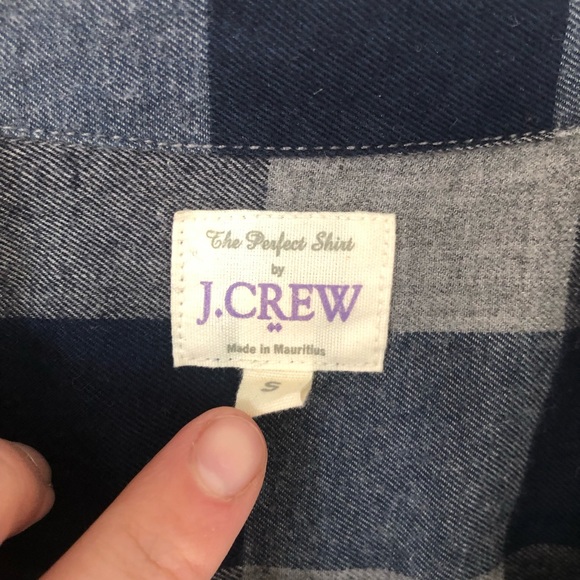 The Perfect Shirt
by
J.CREW
Made in Mauritius
S